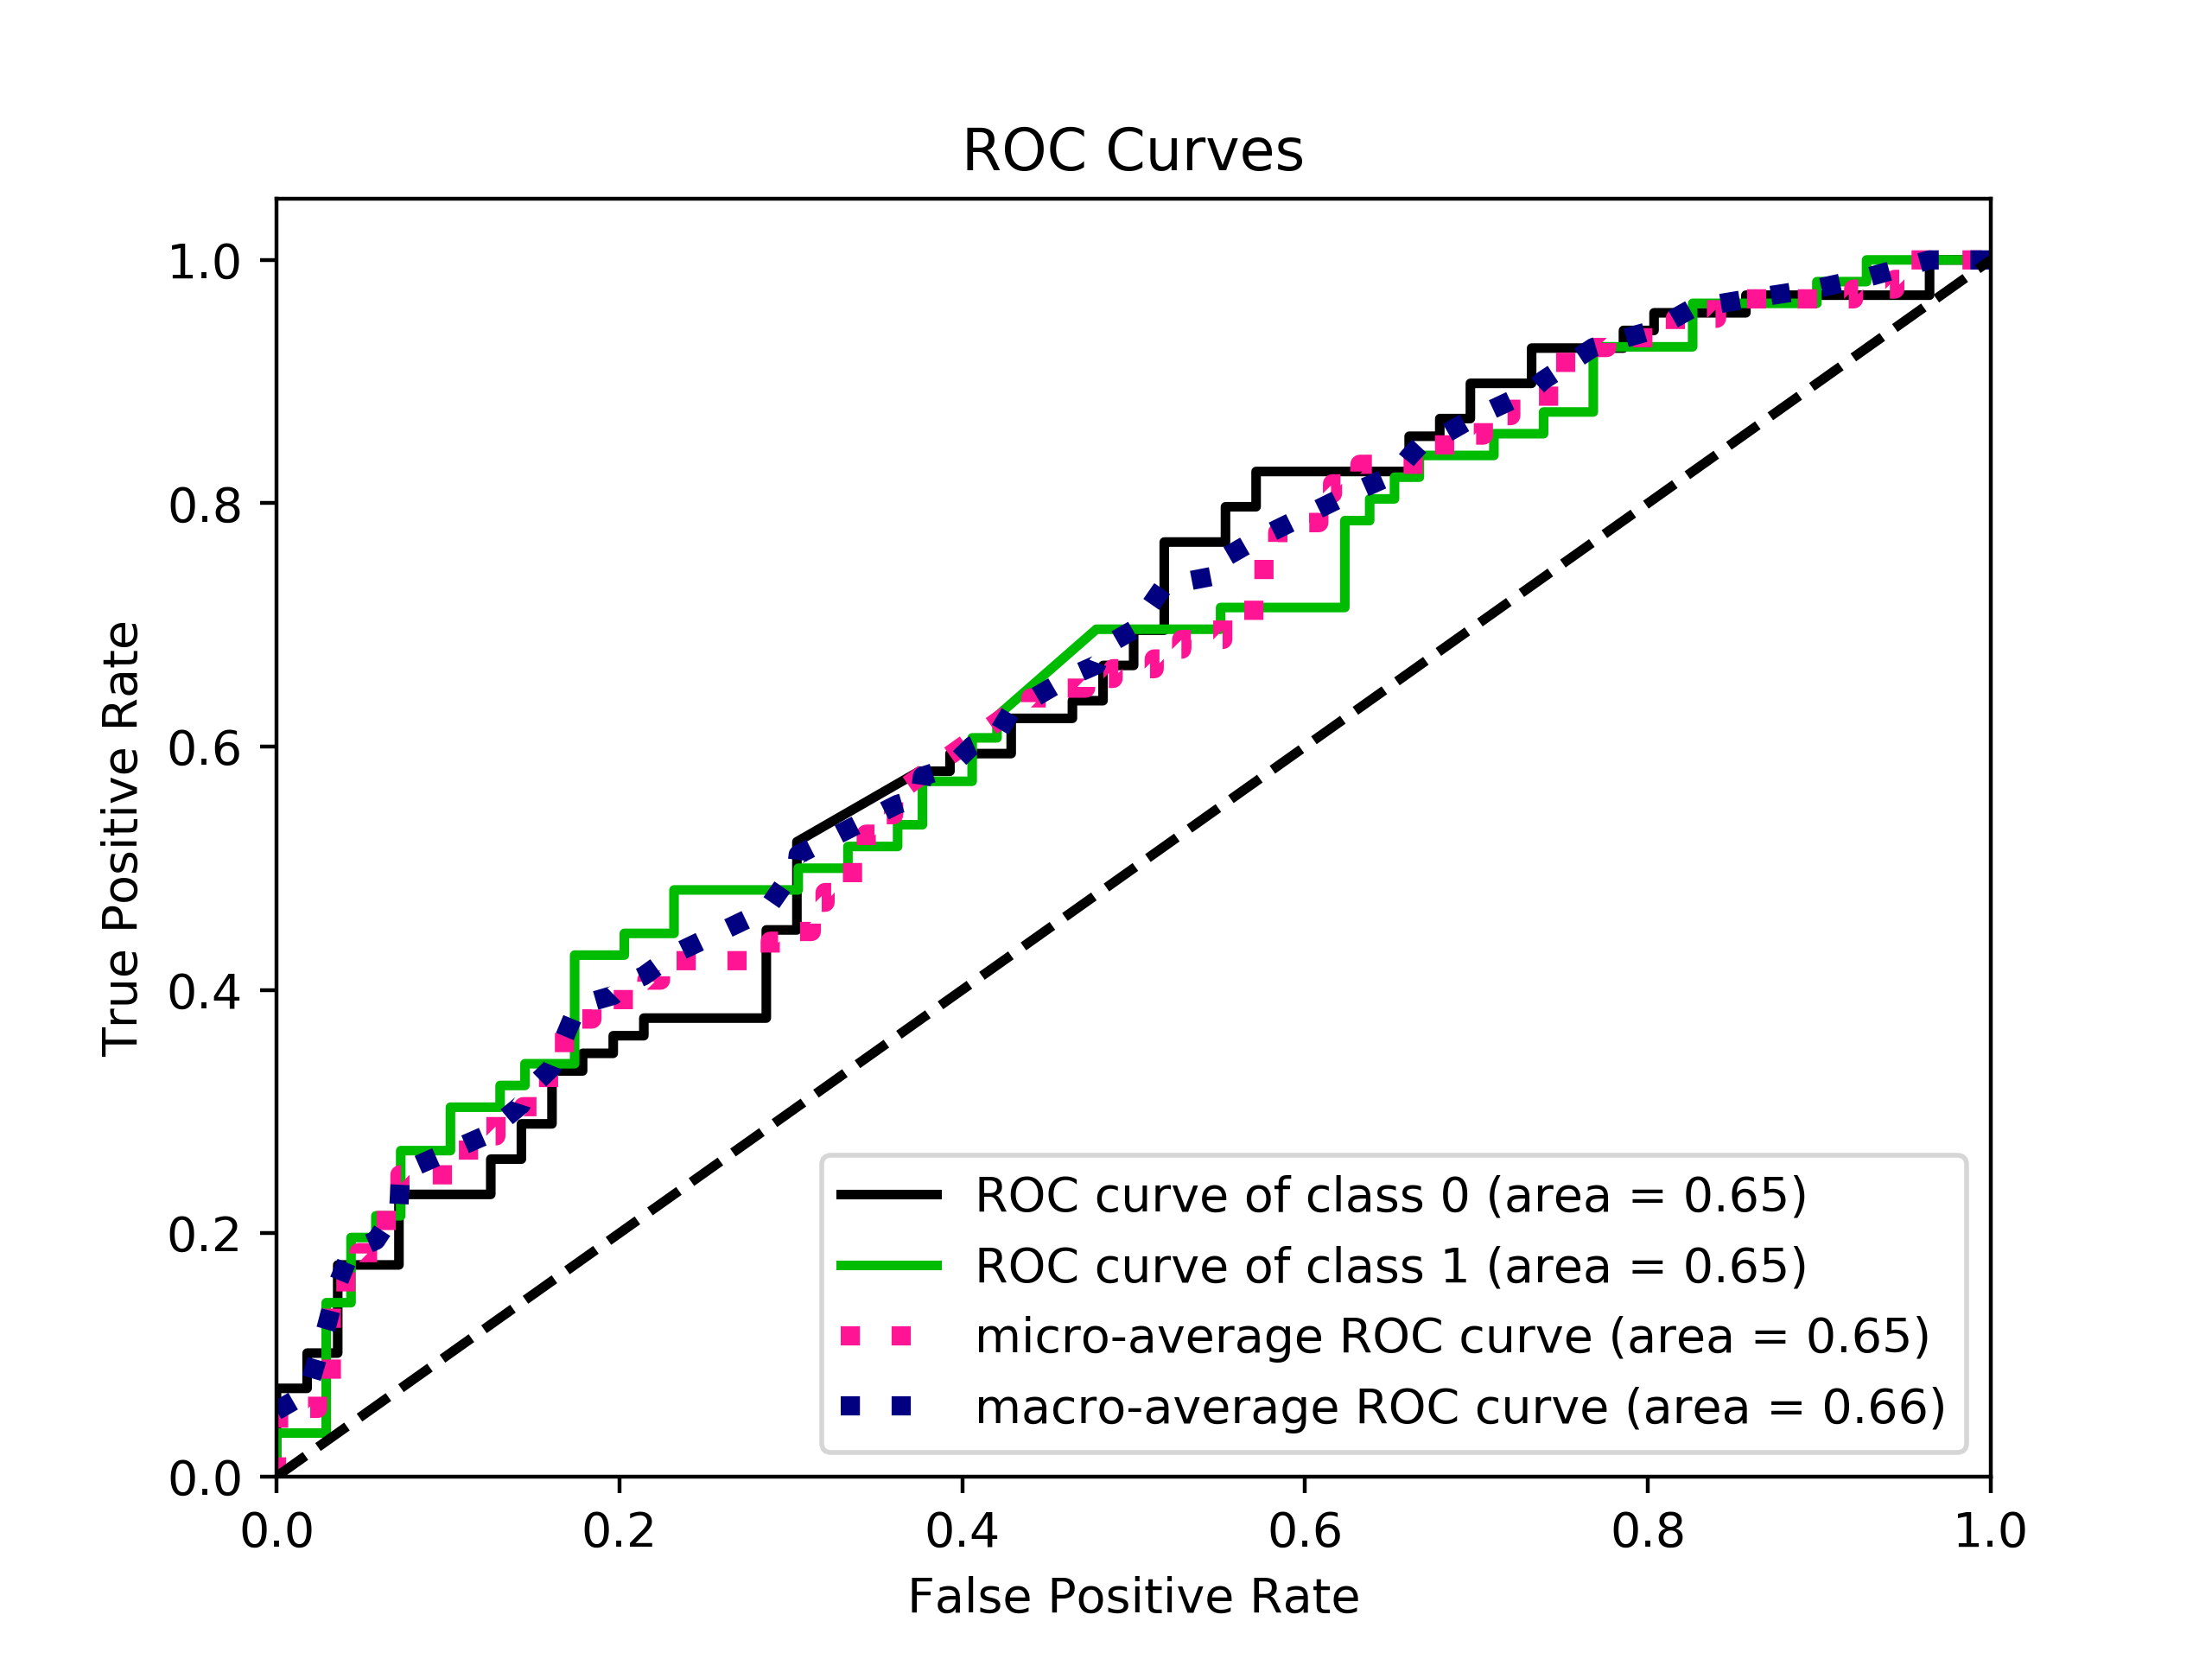 ROC Curves
True Positive Rate
1.0
0.8
0.6
0.4
0.2
0.0
ROC curve of class 0 (area = 0.65)
ROC curve of class 1 (area = 0.65)
micro-average ROC curve (area = 0.65)
macro-average ROC curve (area = 0.66)
0.0 0.2 0.4 0.6 0.8 1.0
False Positive Rate